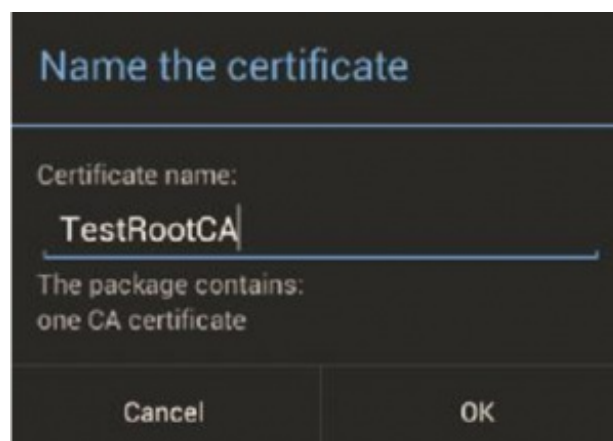 Name the certificate
Certificate name:
TestRootCA
The package contains:
one CA certificate
Cancel
OK